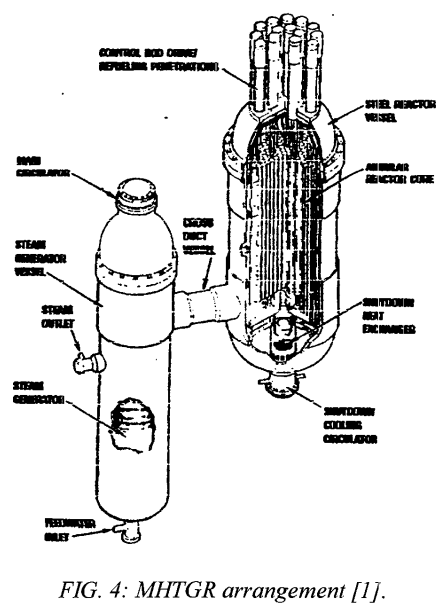 CONTROL ROD DRIVE/
REFUELING PENETRATIONS
STEEL REACTOR
VESSEL
MAIN
CIRCULATOR
ANNULAR
REACTOR CORE
CROSS
DUCT
VESSEL
STEAM
GENERATOR
VESSEL
STEAM
OUTLET
SHUTDOWN
HEAT
EXCHANGER
STEAM
GENERATOR
SHUTDOWN
COOLING
CIRCULATOR
FEEDWATER
INLET
FIG. 4: MHTGR arrangement [1].